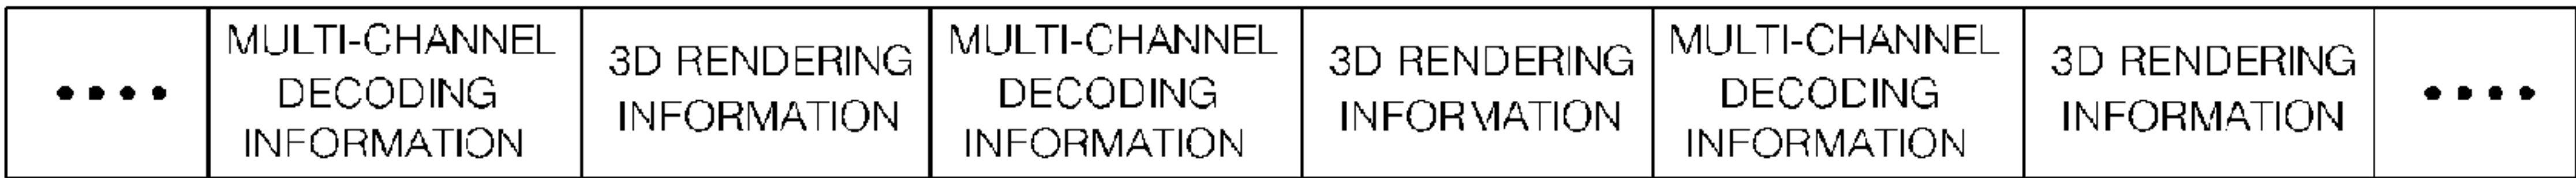 • • • •
MULTI-CHANNEL
DECODING
INFORMATION
3D RENDERING
INFORMATION
MULTI-CHANNEL
DECODING
INFORMATION
3D RENDERING
INFORMATION
MULTI-CHANNEL
DECODING
INFORMATION
3D RENDERING
INFORMATION
• • • •